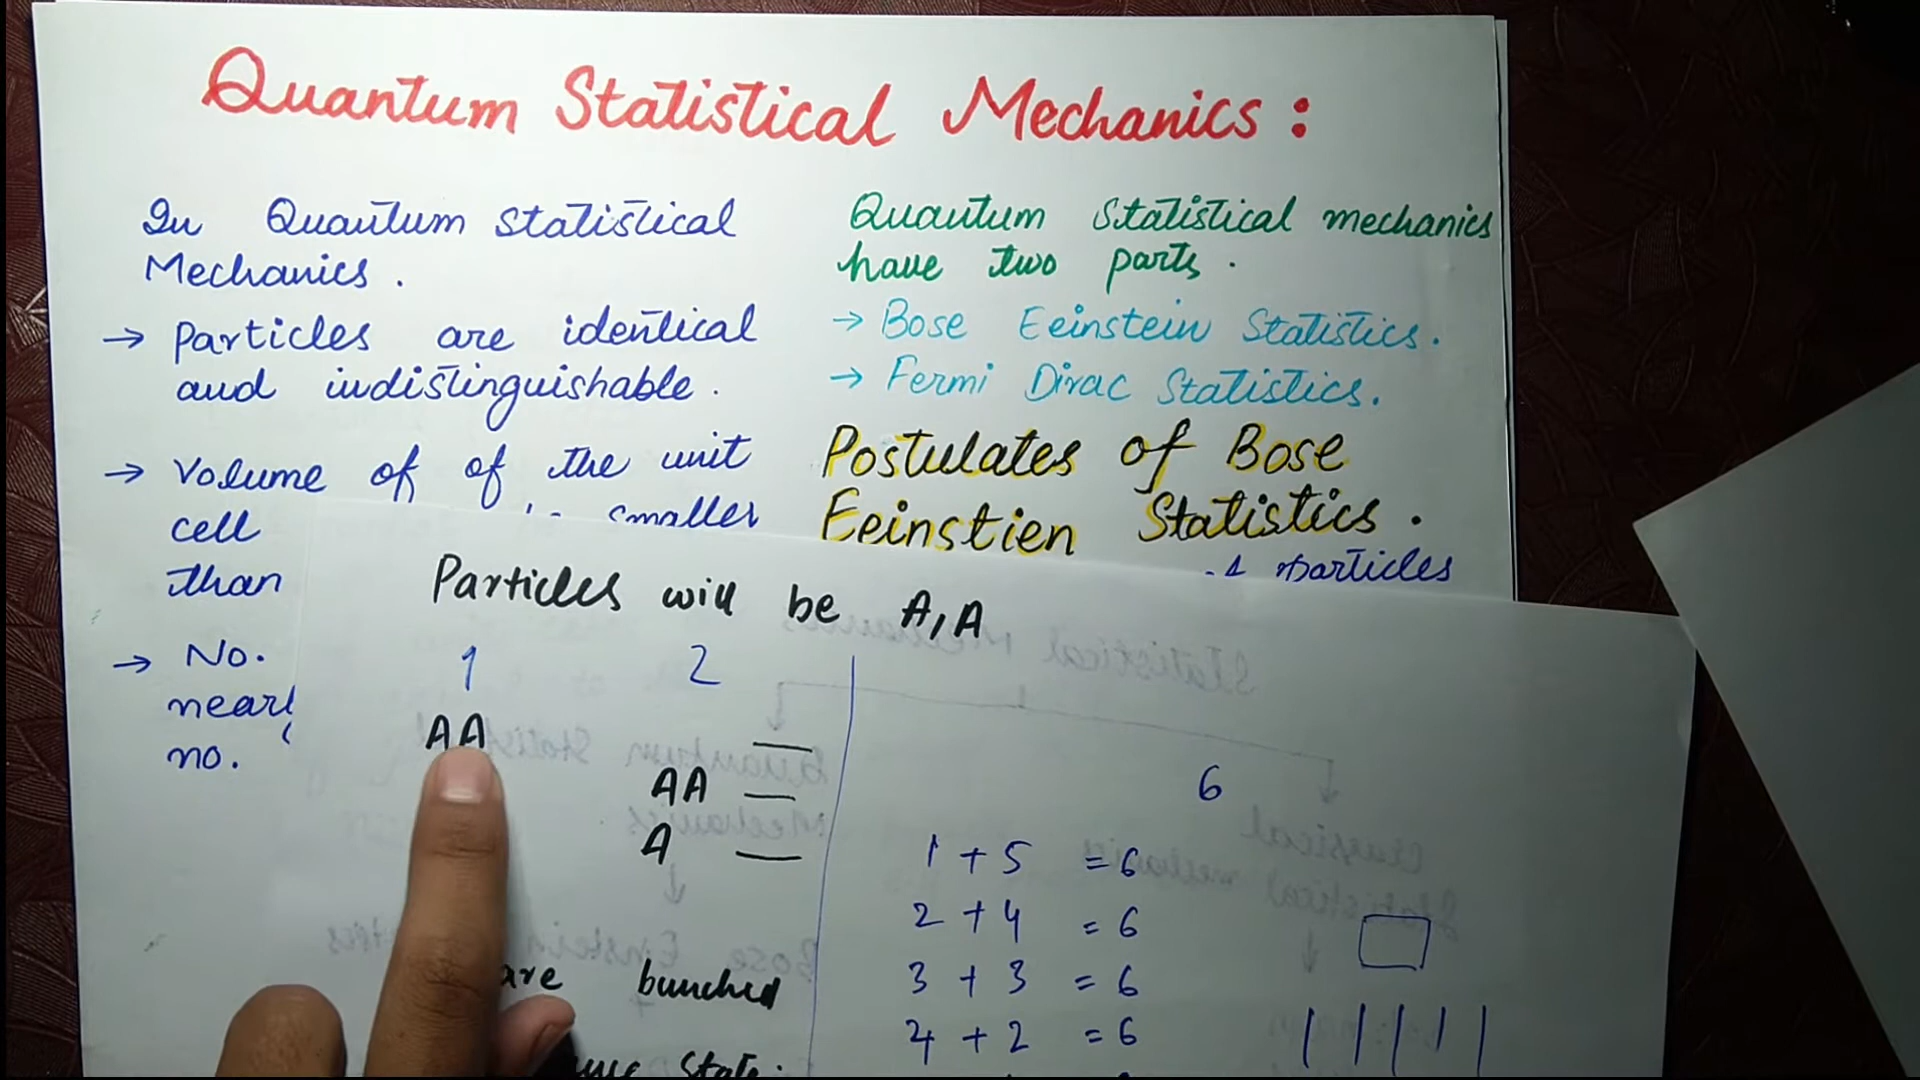 Quantum Statistical Mechanics:
In Quantum Statistical
Mechanics.
→ Particles are identical
and indistinguishable.
→ Volume of of the unit
cell smaller
than
→ No.
no.
Quantum Statistical mechanics
have two parts.
→ Bose Eeinstein Statistics.
→ Fermi Dirac Statistics.
Postulates of Bose
Eeinstien Statistics.
particles
Particles will be A,A
1 2
AA
AA
A
are bunched
state.
6
1 + 5 = 6
2 + 4 = 6
3 + 3 = 6
4 + 2 = 6